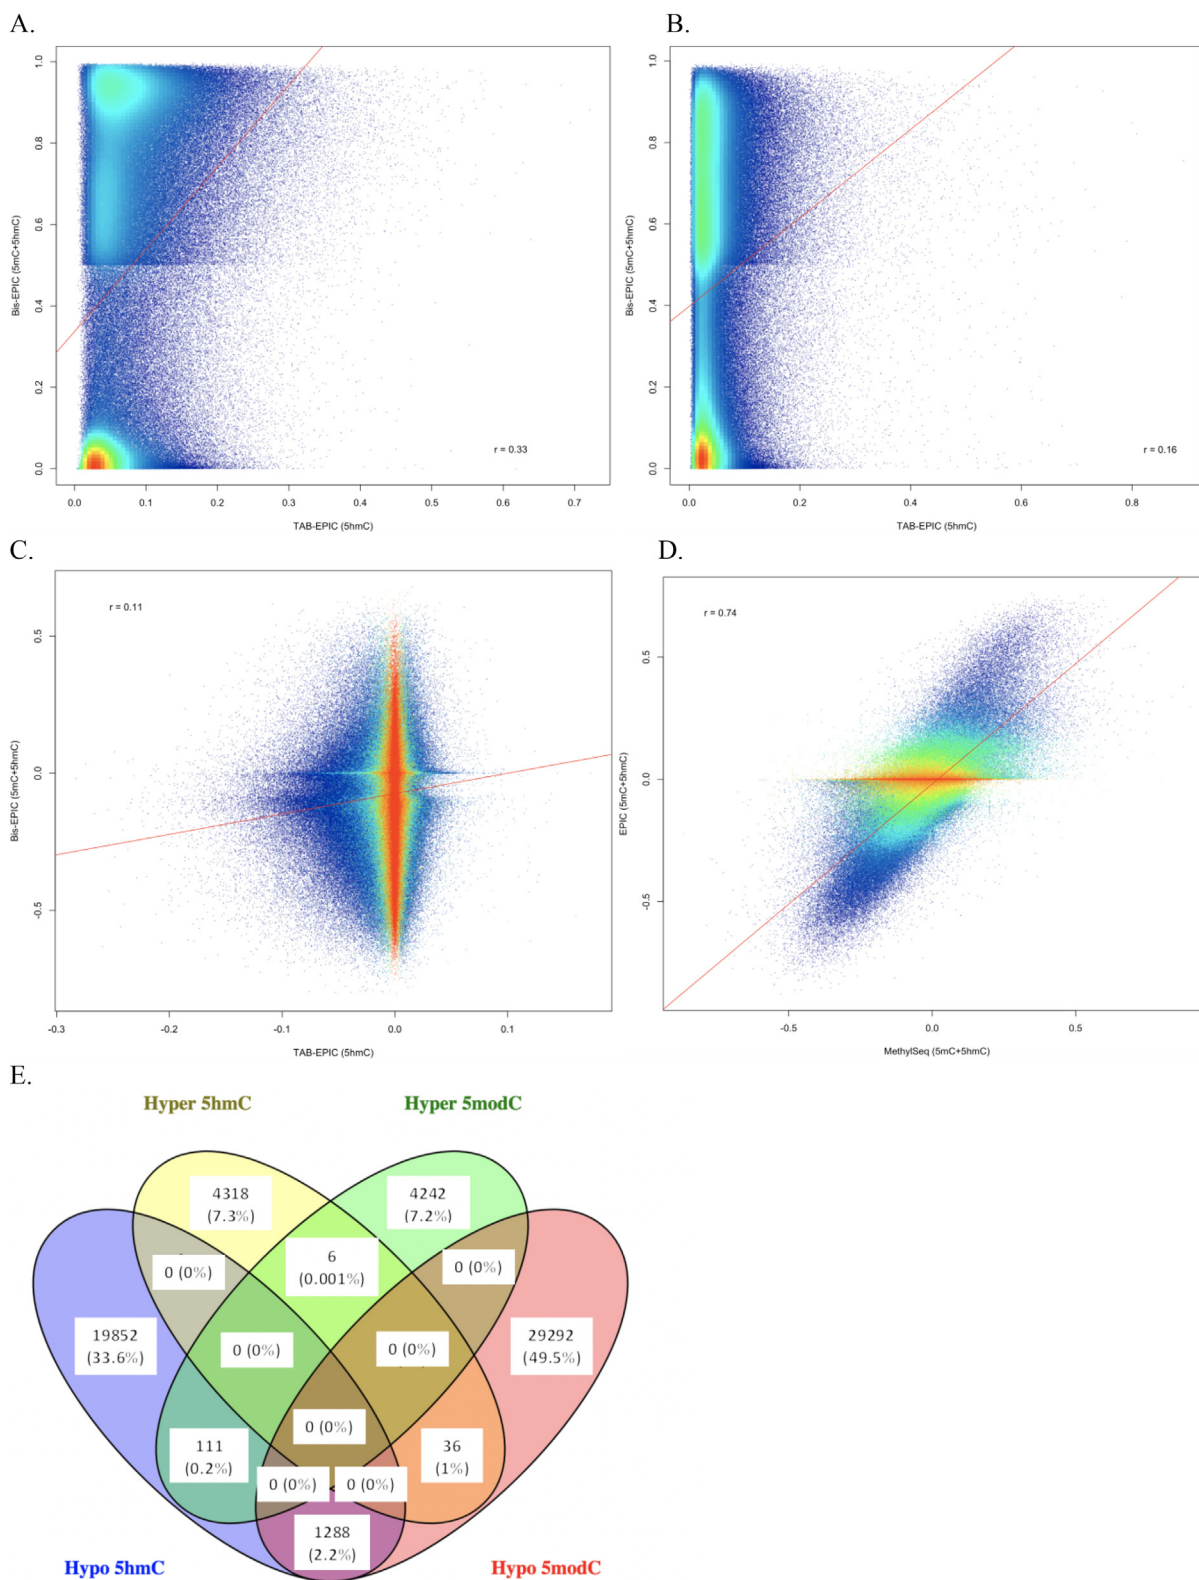 A.
B.
1.0
0.8
0.6
0.4
0.2
0.0
Bis-EPIC (5mC+5hmC)
r = 0.33
0.0 0.1 0.2 0.3 0.4 0.5 0.6 0.7
TAB-EPIC (5hmC)
1.0
0.8
0.6
0.4
0.2
0.0
Bis-EPIC (5mC+5hmC)
r = 0.16
0.0 0.2 0.4 0.6 0.8
TAB-EPIC (5hmC)
C.
D.
r = 0.11
0.5
0.0
-0.5
Bis-EPIC (5mC+5hmC)
-0.3 -0.2 -0.1 0.0 0.1
TAB-EPIC (5hmC)
r = 0.74
0.5
0.0
-0.5
EPIC (5mC+5hmC)
-0.5 0.0 0.5
MethylSeq (5mC+5hmC)
E.
Hyper 5hmC
Hyper 5modC
4318
(7.3%)
4242
(7.2%)
6
(0.001%)
0 (0%)
0 (0%)
19852
(33.6%)
0 (0%)
0 (0%)
29292
(49.5%)
0 (0%)
111
(0.2%)
36
(1%)
0 (0%)
0 (0%)
1288
(2.2%)
Hypo 5hmC
Hypo 5modC